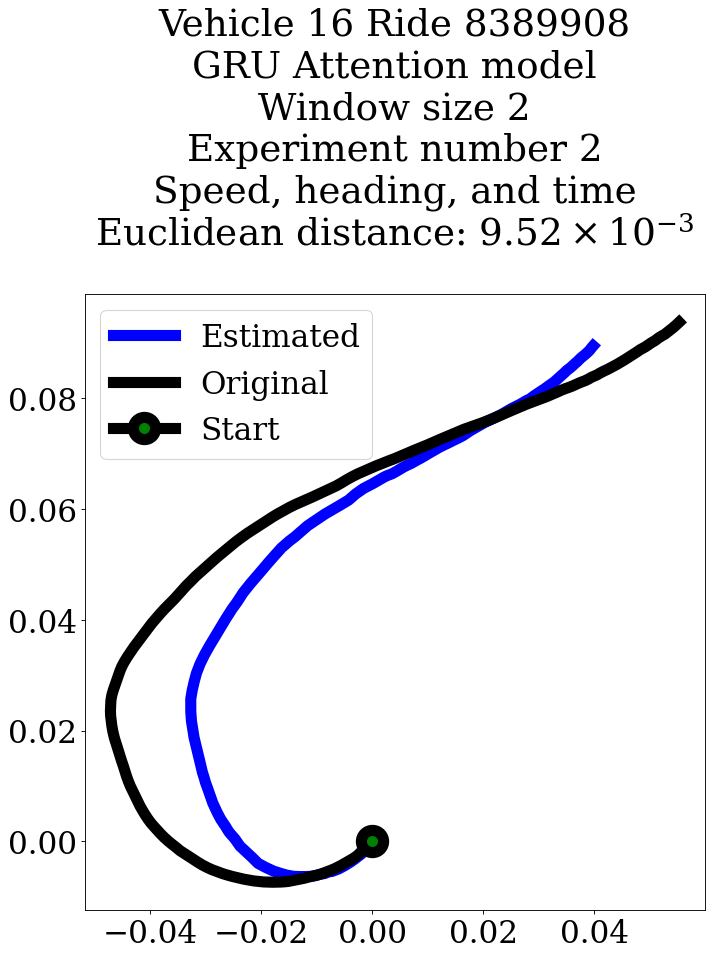 Vehicle 16 Ride 8389908
GRU Attention model
Window size 2
Experiment number 2
Speed, heading, and time
Euclidean distance: 9.52 × 10⁻³
Estimated
Original
Start
0.08
0.06
0.04
0.02
0.00
−0.04 −0.02 0.00 0.02 0.04